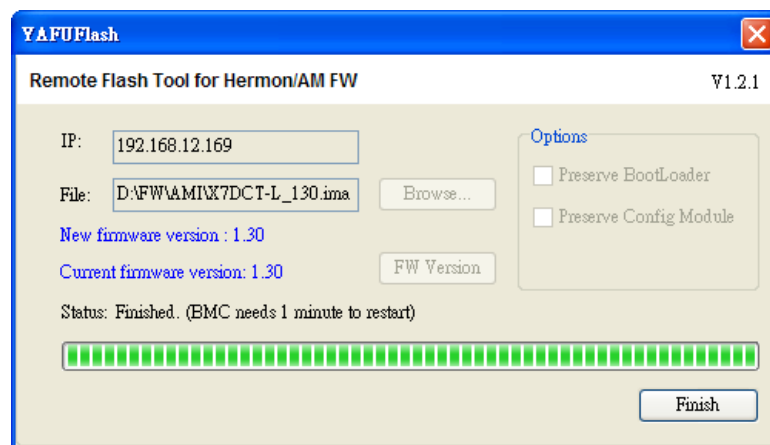 YAFUFlash
Remote Flash Tool for Hermon/AM FW
V1.2.1
IP:
192.168.12.169
File:
D:\FW\AMI\X7DCT-L_130.ima
Browse...
New firmware version : 1.30
Current firmware version: 1.30
FW Version
Options
Preserve BootLoader
Preserve Config Module
Status: Finished. (BMC needs 1 minute to restart)
Finish